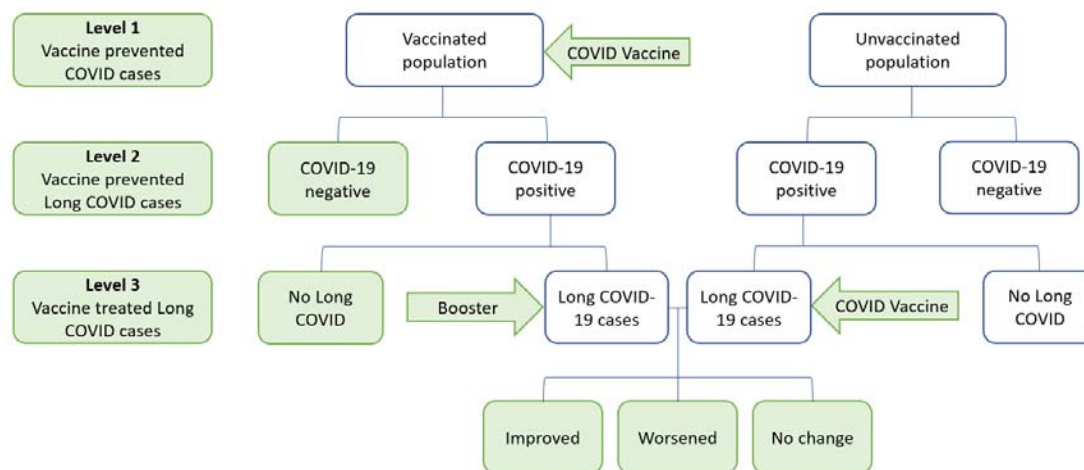 Level 1
Vaccine prevented
COVID cases
Vaccinated
population
COVID Vaccine
Unvaccinated
population
Level 2
Vaccine prevented
Long COVID cases
COVID-19
negative
COVID-19
positive
COVID-19
positive
COVID-19
negative
Level 3
Vaccine treated Long
COVID cases
No Long
COVID
Booster
Long COVID-
19 cases
Long COVID-
19 cases
COVID Vaccine
No Long
COVID
Improved
Worsened
No change